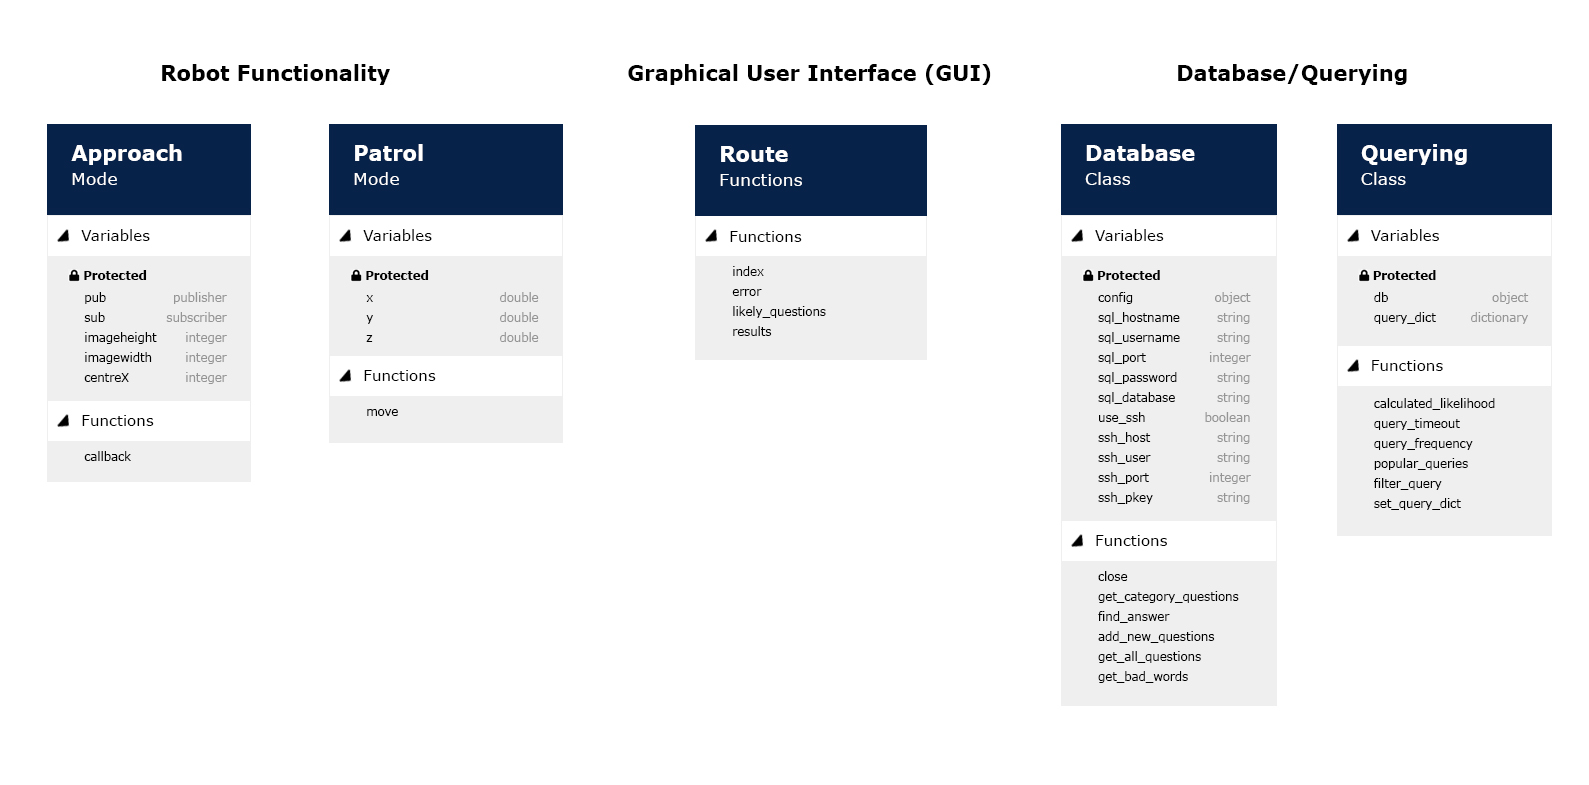 Robot Functionality
Graphical User Interface (GUI)
Database/Querying
Approach
Mode
Variables
Protected
pub publisher
sub subscriber
imageheight integer
imagewidth integer
centreX integer
Functions
callback
Patrol
Mode
Variables
Protected
x double
y double
z double
Functions
move
Route
Functions
Functions
index
error
likely_questions
results
Database
Class
Variables
Protected
config object
sql_hostname string
sql_username string
sql_port integer
sql_password string
sql_database string
use_ssh boolean
ssh_host string
ssh_user string
ssh_port integer
ssh_pkey string
Functions
close
get_category_questions
find_answer
add_new_questions
get_all_questions
get_bad_words
Querying
Class
Variables
Protected
db object
query_dict dictionary
Functions
calculated_likelihood
query_timeout
query_frequency
popular_queries
filter_query
set_query_dict